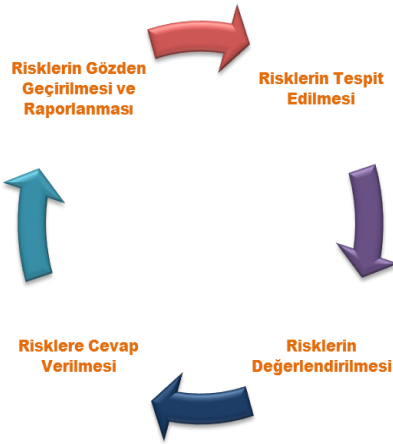 Risklerin Gözden
Geçirilmesi ve
Raporlanması
Risklerin Tespit
Edilmesi
Risklerin
Değerlendirilmesi
Risklere Cevap
Verilmesi